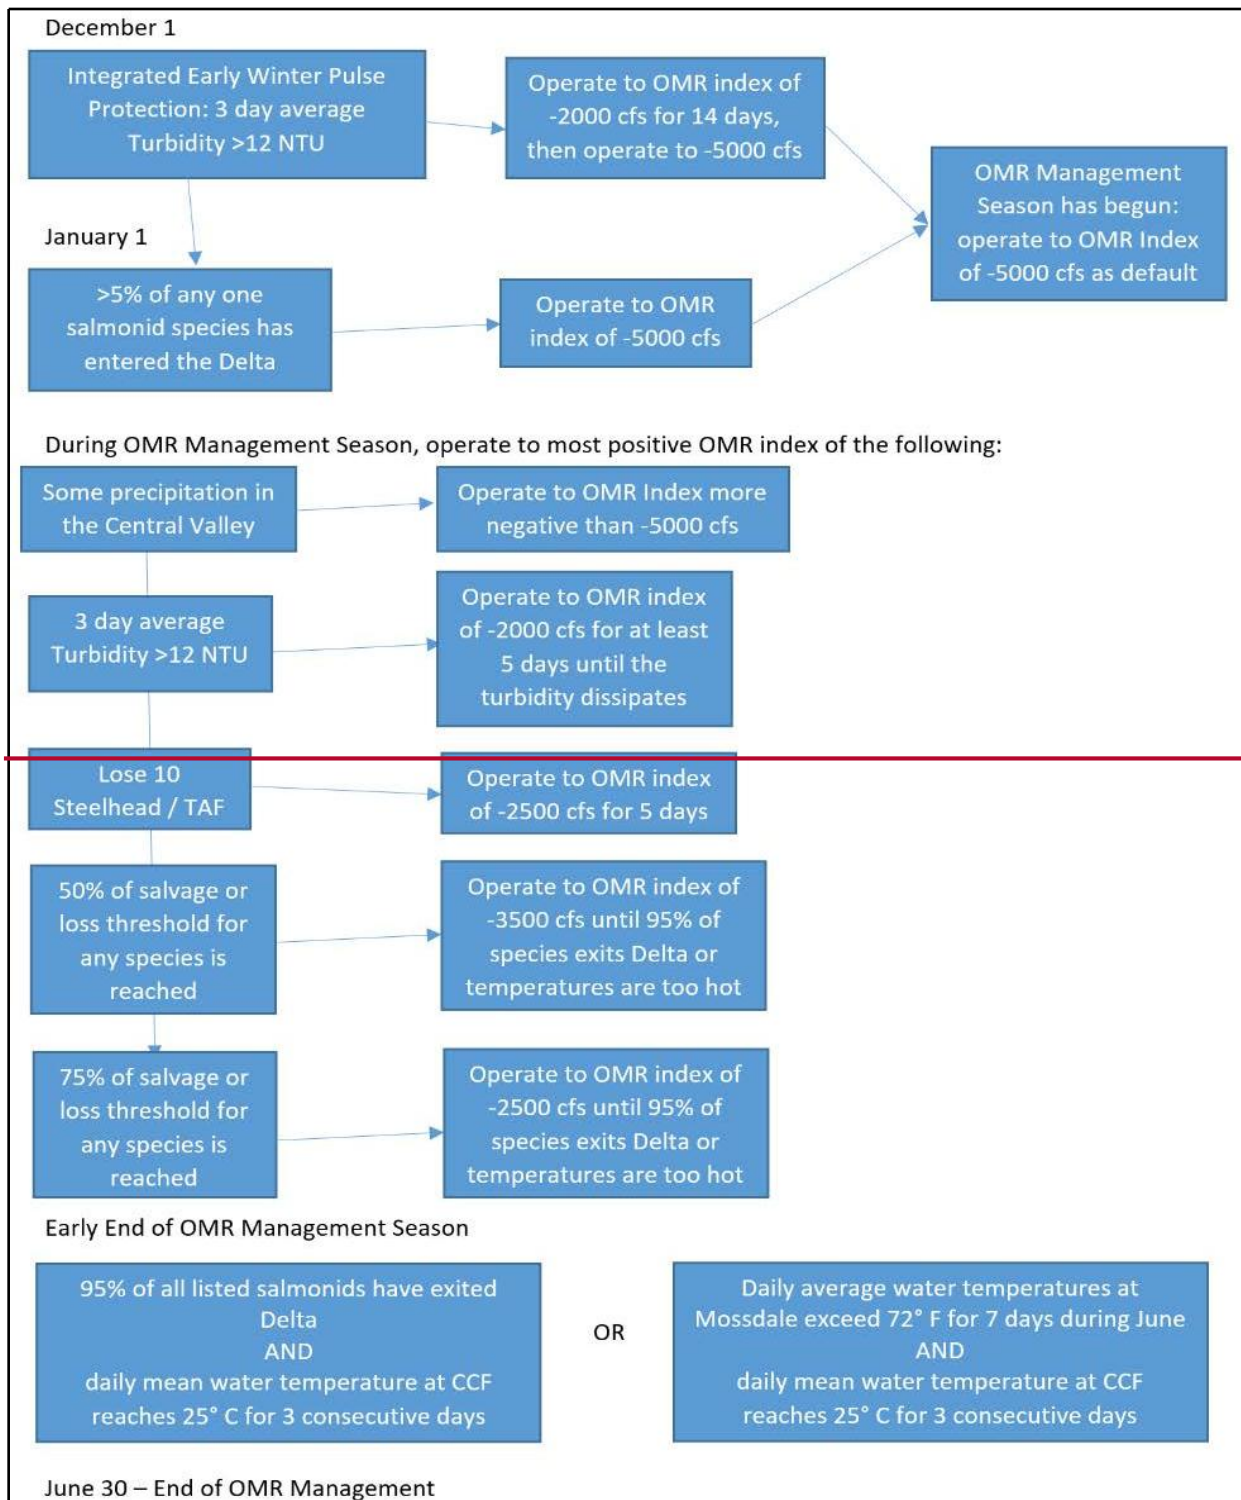 December 1
Integrated Early Winter Pulse
Protection: 3 day average
Turbidity >12 NTU
Operate to OMR index of
-2000 cfs for 14 days,
then operate to -5000 cfs
OMR Management
Season has begun:
operate to OMR Index
of -5000 cfs as default
January 1
>5% of any one
salmonid species has
entered the Delta
Operate to OMR
index of -5000 cfs
During OMR Management Season, operate to most positive OMR index of the following:
Some precipitation in
the Central Valley
Operate to OMR Index more
negative than -5000 cfs
3 day average
Turbidity >12 NTU
Operate to OMR index
of -2000 cfs for at least
5 days until the
turbidity dissipates
Lose 10
Steelhead / TAF
Operate to OMR index
of -2500 cfs for 5 days
50% of salvage or
loss threshold for
any species is
reached
Operate to OMR index of
-3500 cfs until 95% of
species exits Delta or
temperatures are too hot
75% of salvage or
loss threshold for
any species is
reached
Operate to OMR index of
-2500 cfs until 95% of
species exits Delta or
temperatures are too hot
Early End of OMR Management Season
95% of all listed salmonids have exited
Delta
AND
daily mean water temperature at CCF
reaches 25° C for 3 consecutive days
OR
Daily average water temperatures at
Mossdale exceed 72° F for 7 days during June
AND
daily mean water temperature at CCF
reaches 25° C for 3 consecutive days
June 30 – End of OMR Management